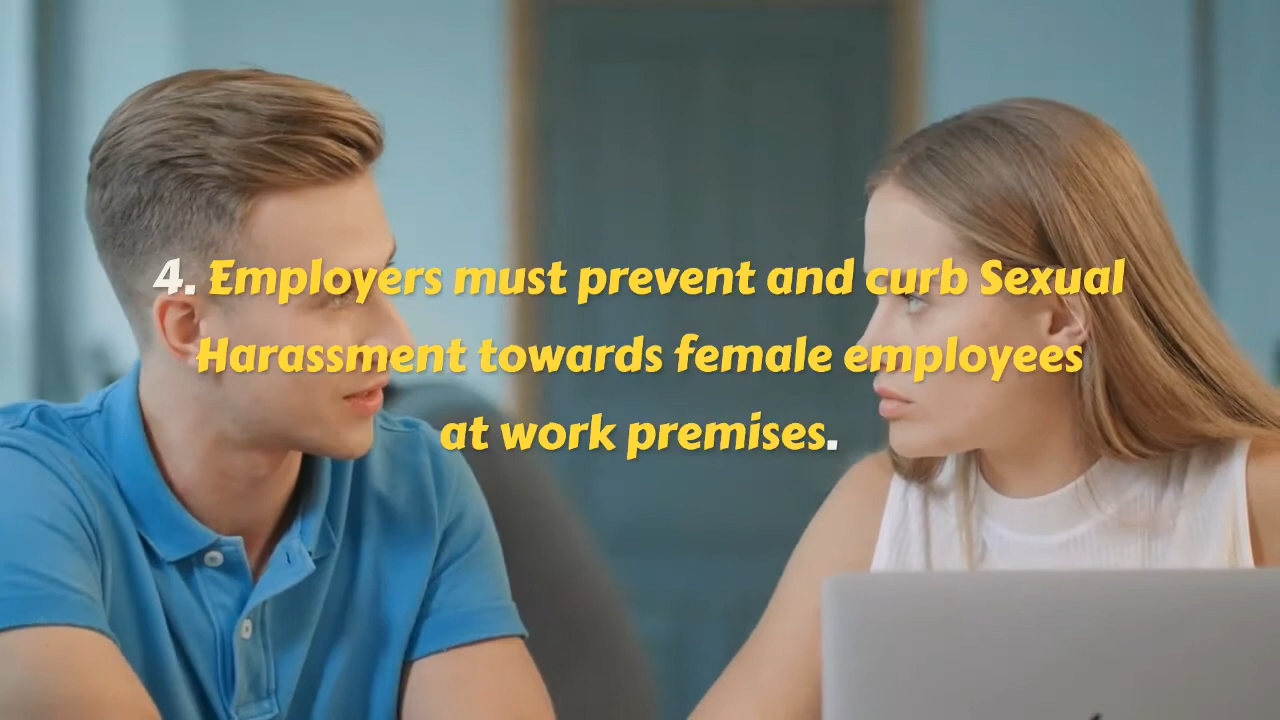 4. Employers must prevent and curb Sexual
Harassment towards female employees
at work premises.